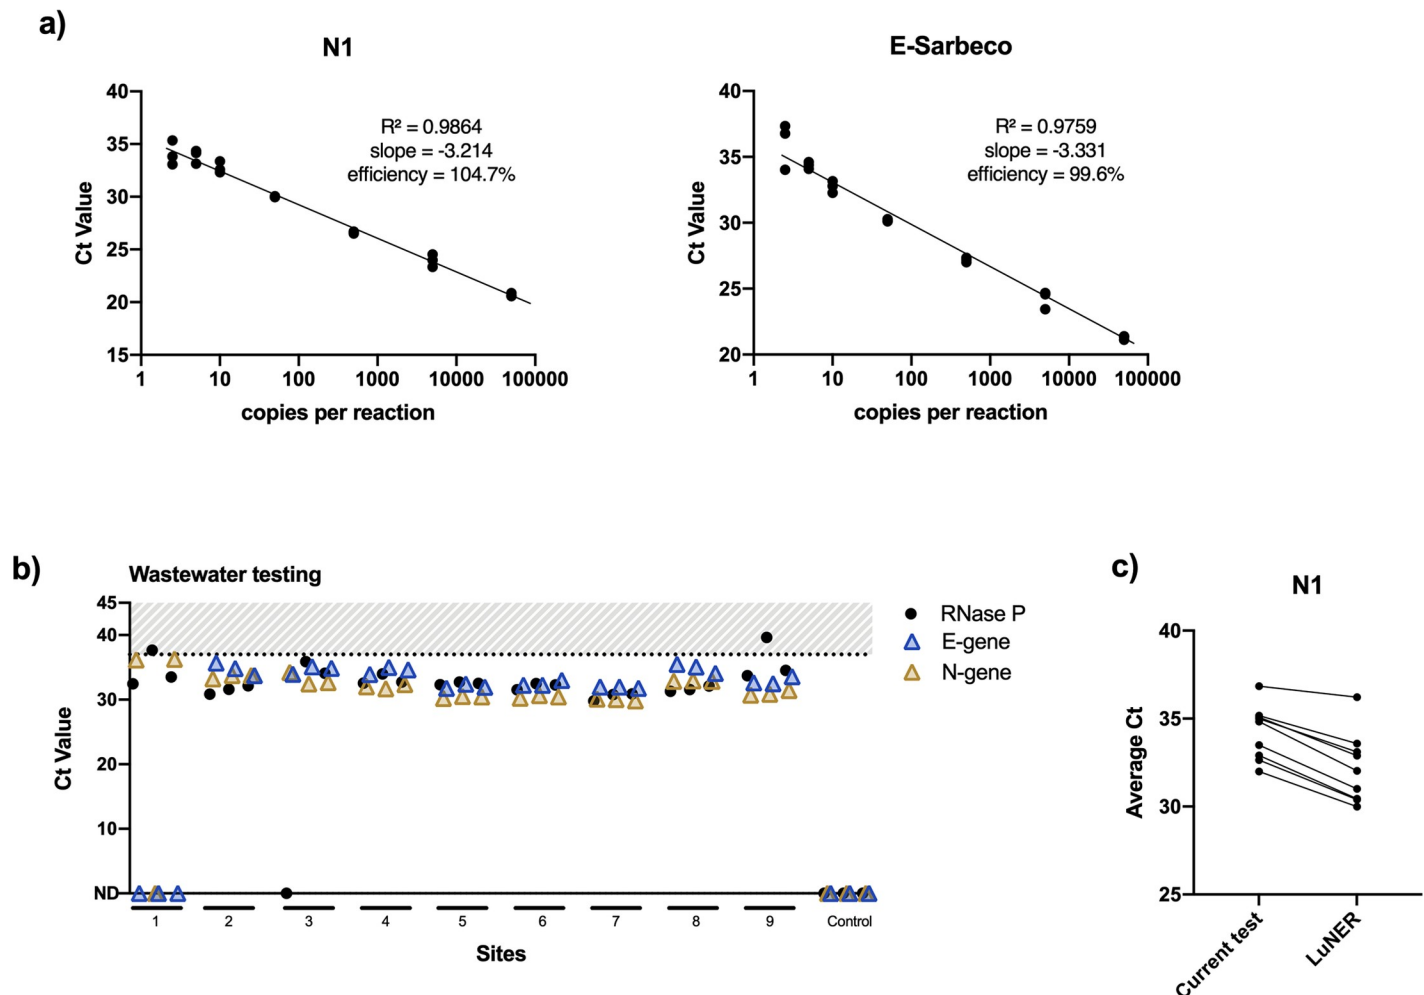 a)
N1
40
35
30
25
20
15
Ct Value
R² = 0.9864
slope = -3.214
efficiency = 104.7%
1 10 100 1000 10000 100000
copies per reaction
E-Sarbeco
40
35
30
25
20
Ct Value
R² = 0.9759
slope = -3.331
efficiency = 99.6%
1 10 100 1000 10000 100000
copies per reaction
b)
Wastewater testing
45
40
30
20
10
ND
Ct Value
1 2 3 4 5 6 7 8 9 Control
Sites
RNase P
E-gene
N-gene
c)
N1
40
35
30
25
Average Ct
Current test
LuNER